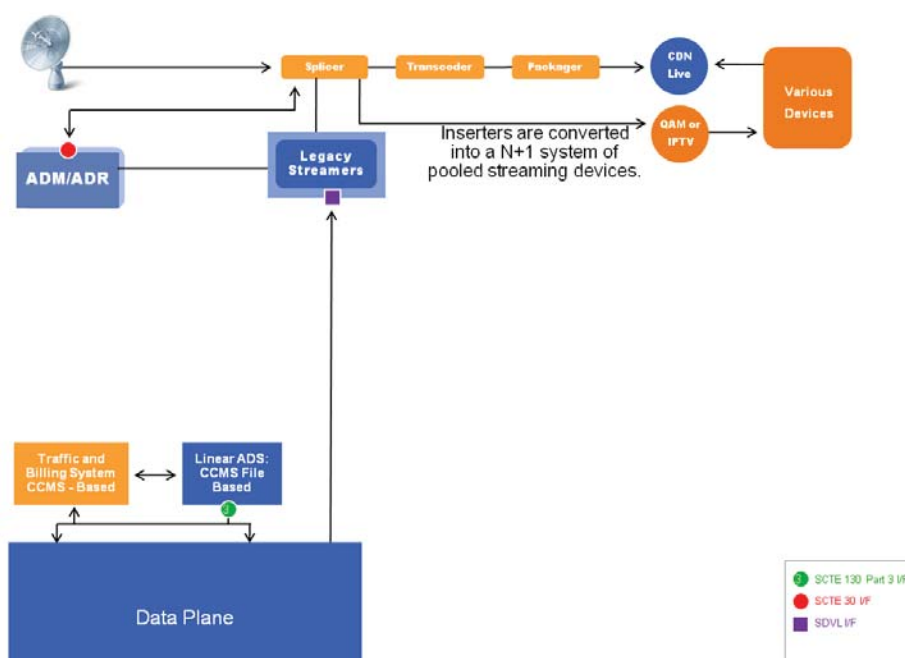 Splicer
Transcoder
Packager
CDN
Live
Various
Devices
QAM or
IPTV
Inserters are converted
into a N+1 system of
pooled streaming devices.
ADM/ADR
Legacy
Streamers
Traffic and
Billing System
CCMS - Based
Linear ADS:
CCMS File
Based
3
Data Plane
3 SCTE 130 Part 3 I/F
SCTE 30 I/F
SDVL I/F